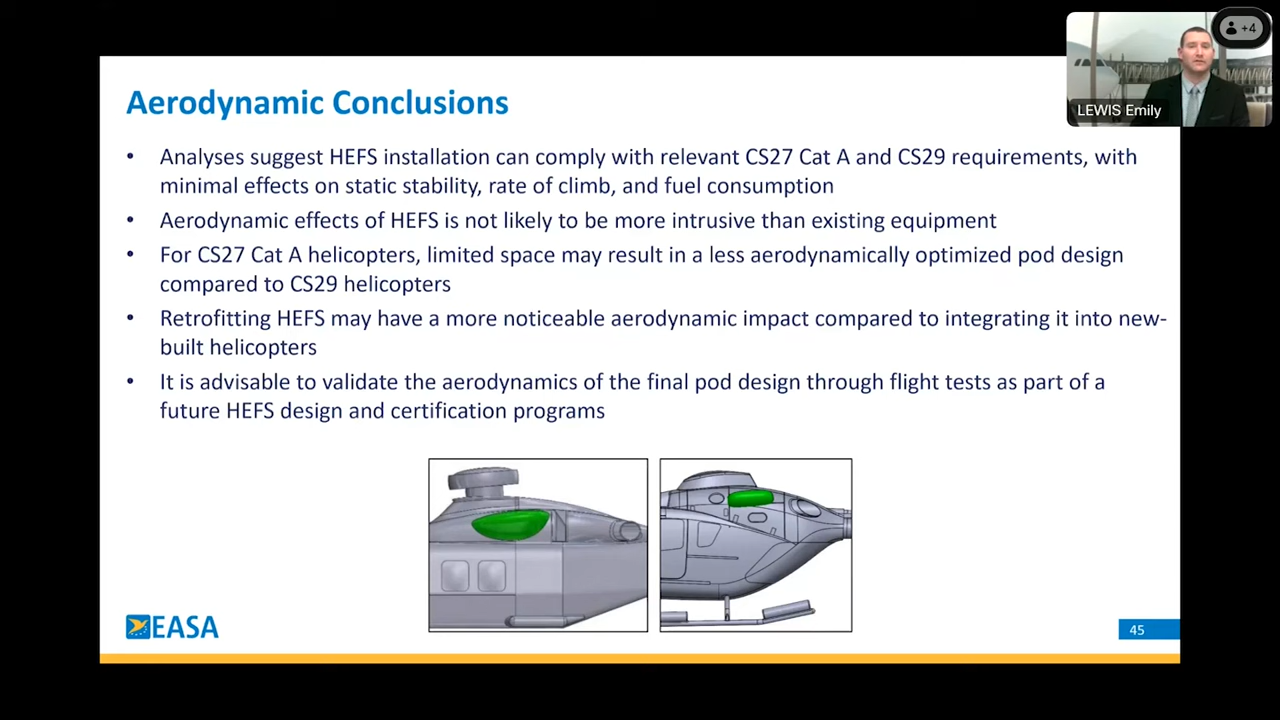 +4
LEWIS Emily
Aerodynamic Conclusions
• Analyses suggest HEFS installation can comply with relevant CS27 Cat A and CS29 requirements, with
minimal effects on static stability, rate of climb, and fuel consumption
• Aerodynamic effects of HEFS is not likely to be more intrusive than existing equipment
• For CS27 Cat A helicopters, limited space may result in a less aerodynamically optimized pod design
compared to CS29 helicopters
• Retrofitting HEFS may have a more noticeable aerodynamic impact compared to integrating it into new-
built helicopters
• It is advisable to validate the aerodynamics of the final pod design through flight tests as part of a
future HEFS design and certification programs
EASA
45